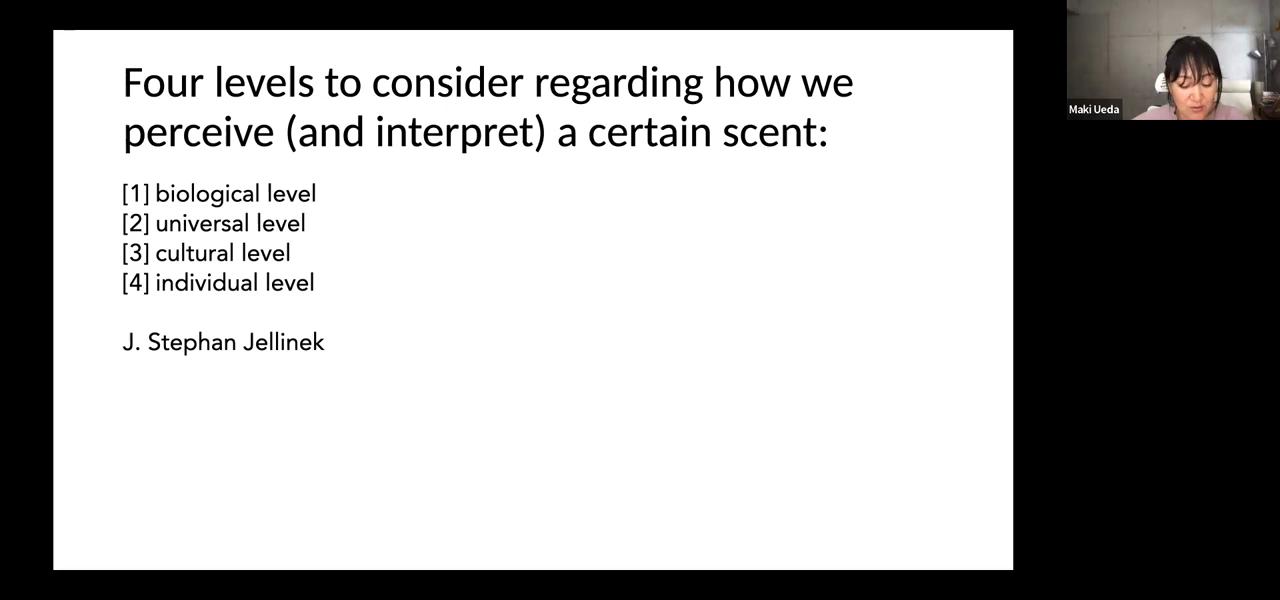 Four levels to consider regarding how we
perceive (and interpret) a certain scent:
[1] biological level
[2] universal level
[3] cultural level
[4] individual level
J. Stephan Jellinek
Maki Ueda